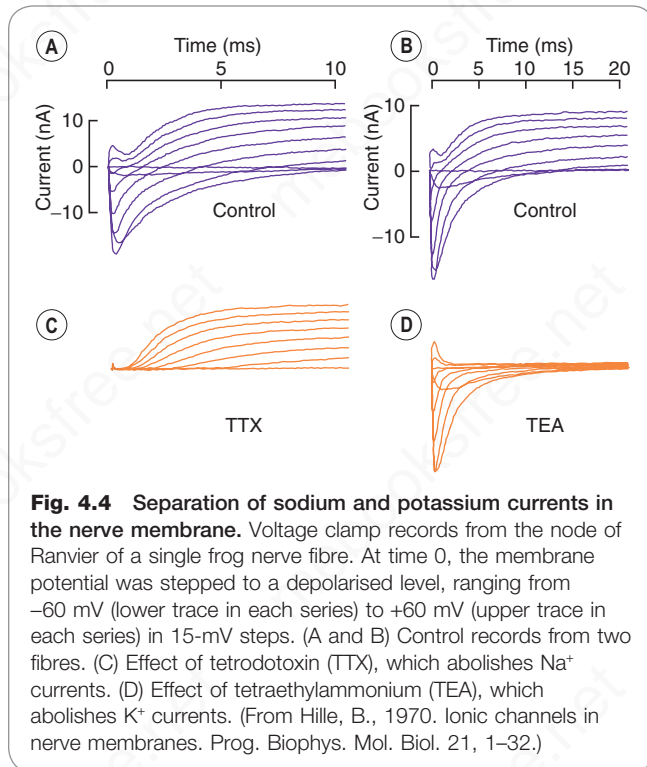 A
Time (ms)
0 5 10
Current (nA)
10
0
−10
Control
B
Time (ms)
0 5 10 15 20
Current (nA)
10
0
−10
Control
C
TTX
D
TEA
Fig. 4.4 Separation of sodium and potassium currents in
the nerve membrane. Voltage clamp records from the node of
Ranvier of a single frog nerve fibre. At time 0, the membrane
potential was stepped to a depolarised level, ranging from
–60 mV (lower trace in each series) to +60 mV (upper trace in
each series) in 15-mV steps. (A and B) Control records from two
fibres. (C) Effect of tetrodotoxin (TTX), which abolishes Na⁺
currents. (D) Effect of tetraethylammonium (TEA), which
abolishes K⁺ currents. (From Hille, B., 1970. Ionic channels in
nerve membranes. Prog. Biophys. Mol. Biol. 21, 1–32.)